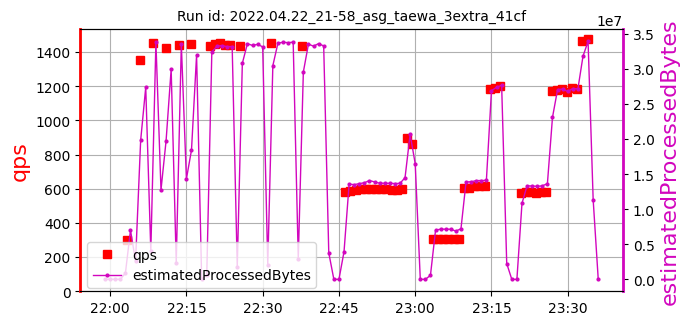 Run id: 2022.04.22_21-58_asg_taewa_3extra_41cf
1e7
1400
1200
1000
800
600
400
200
0
qps
3.5
3.0
2.5
2.0
1.5
1.0
0.5
0.0
estimatedProcessedBytes
qps
estimatedProcessedBytes
22:00 22:15 22:30 22:45 23:00 23:15 23:30